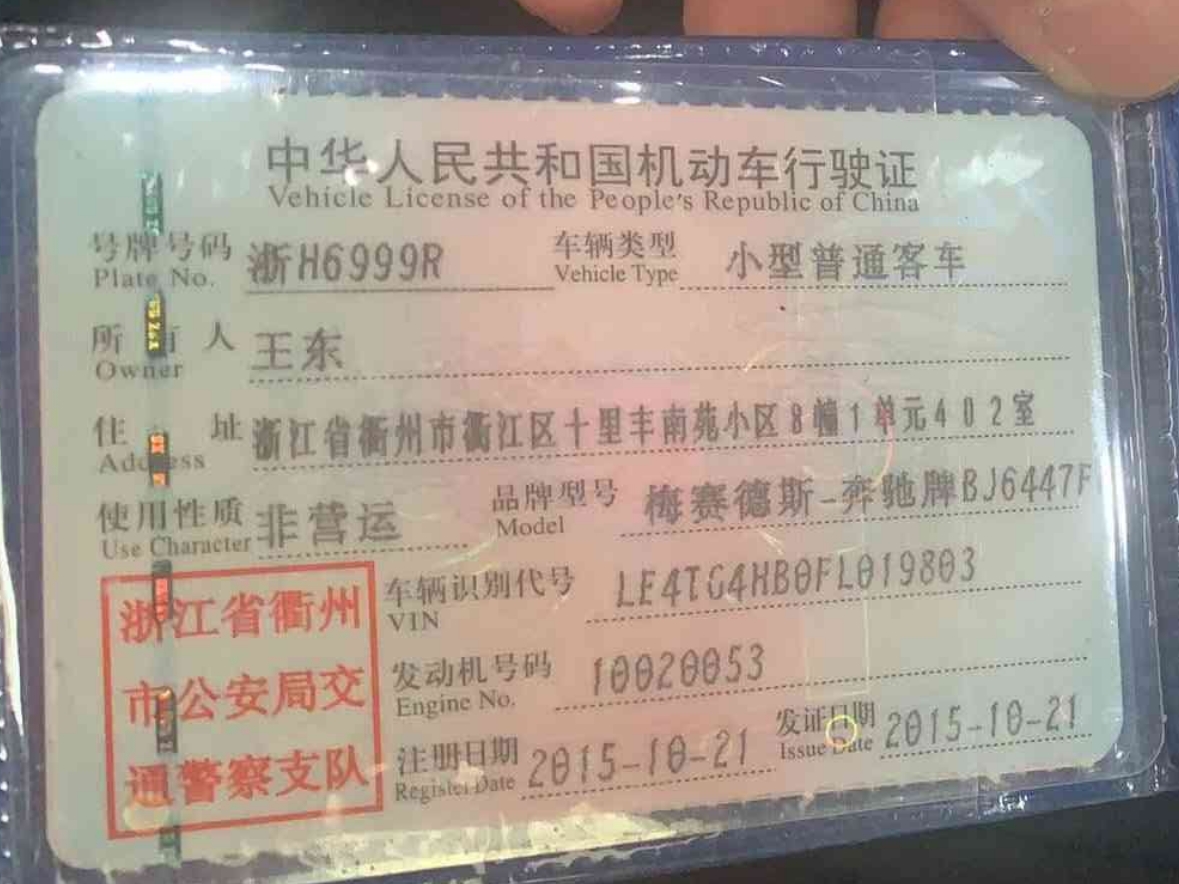 中华人民共和国机动车行驶证
Vehicle License of the People's Republic of China
号牌号码 浙H6999R 车辆类型 小型普通客车
Plate No. Vehicle Type
所有人 王东
Owner
住址 浙江省衢州市衢江区十里丰南苑小区8幢1单元402室
Address
使用性质 非营运 品牌型号 梅赛德斯-奔驰牌BJ6447F
Use Character Model
车辆识别代号 LE4TG4HB0FL019803
VIN
发动机号码 10020053
Engine No.
注册日期 2015-10-21 发证日期 2015-10-21
Register Date Issue Date
浙江省衢州
市公安局交
通警察支队